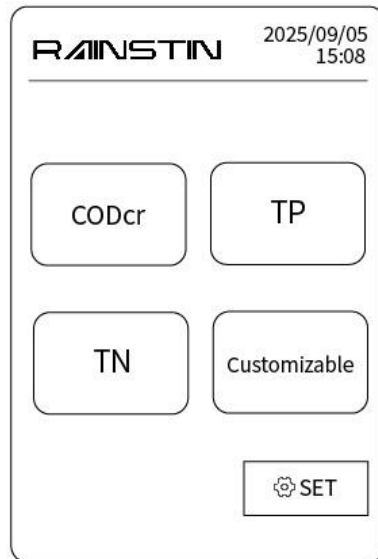 RAINSTIN
2025/09/05
15:08
CODcr
TP
TN
Customizable
SET